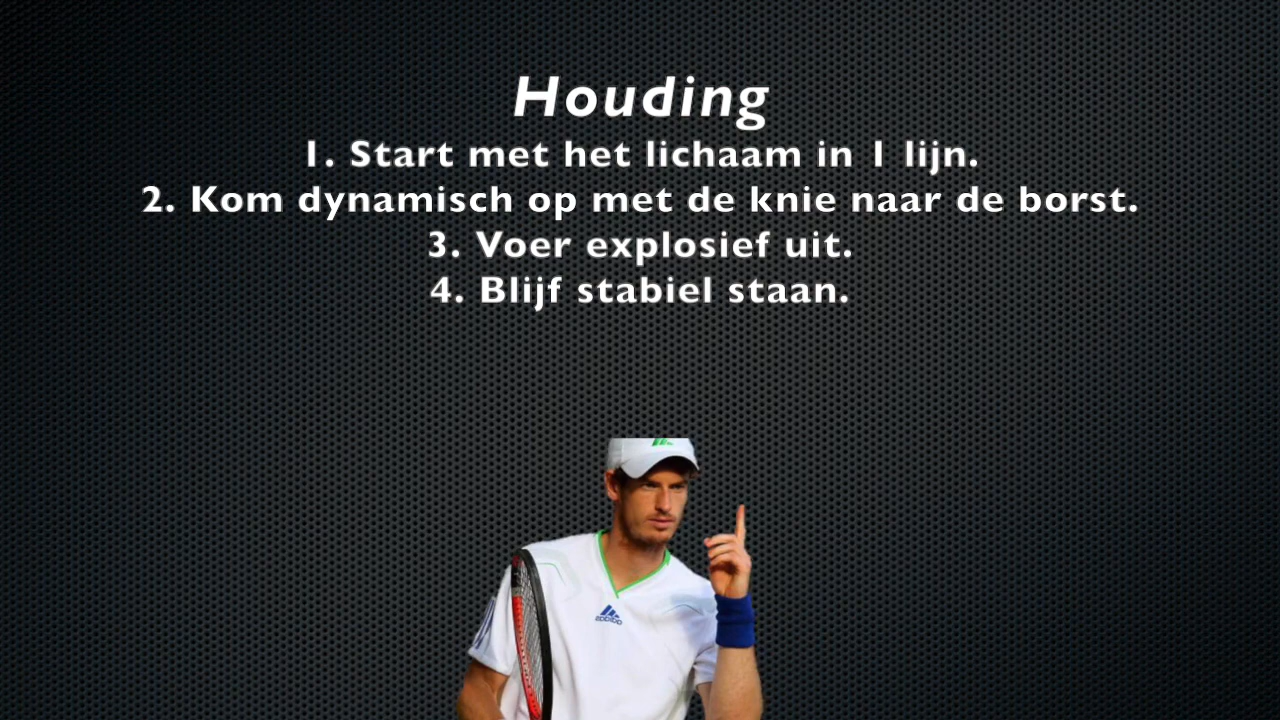 Houding
1. Start met het lichaam in 1 lijn.
2. Kom dynamisch op met de knie naar de borst.
3. Voer explosief uit.
4. Blijf stabiel staan.
adidas